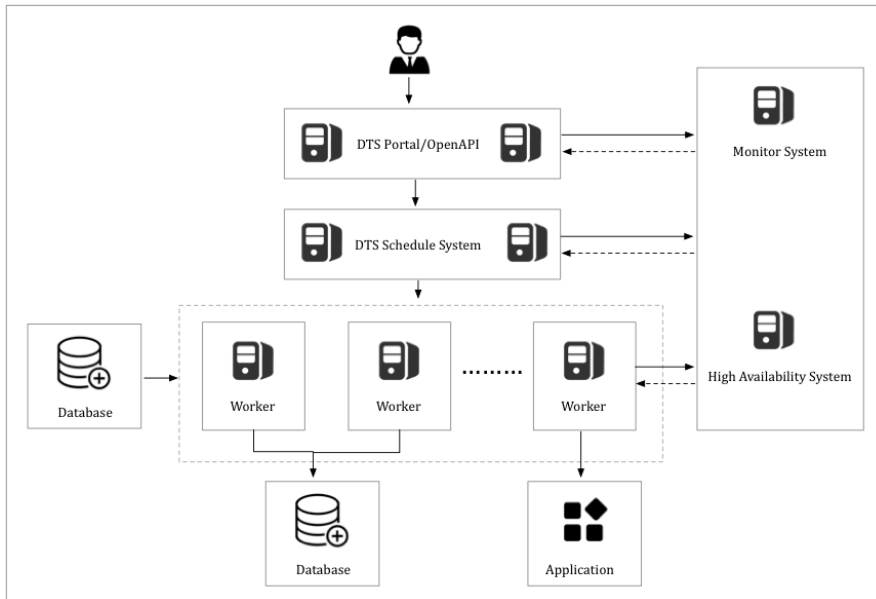 DTS Portal/OpenAPI
Monitor System
DTS Schedule System
High Availability System
Database
Worker
Worker
.........
Worker
Database
Application